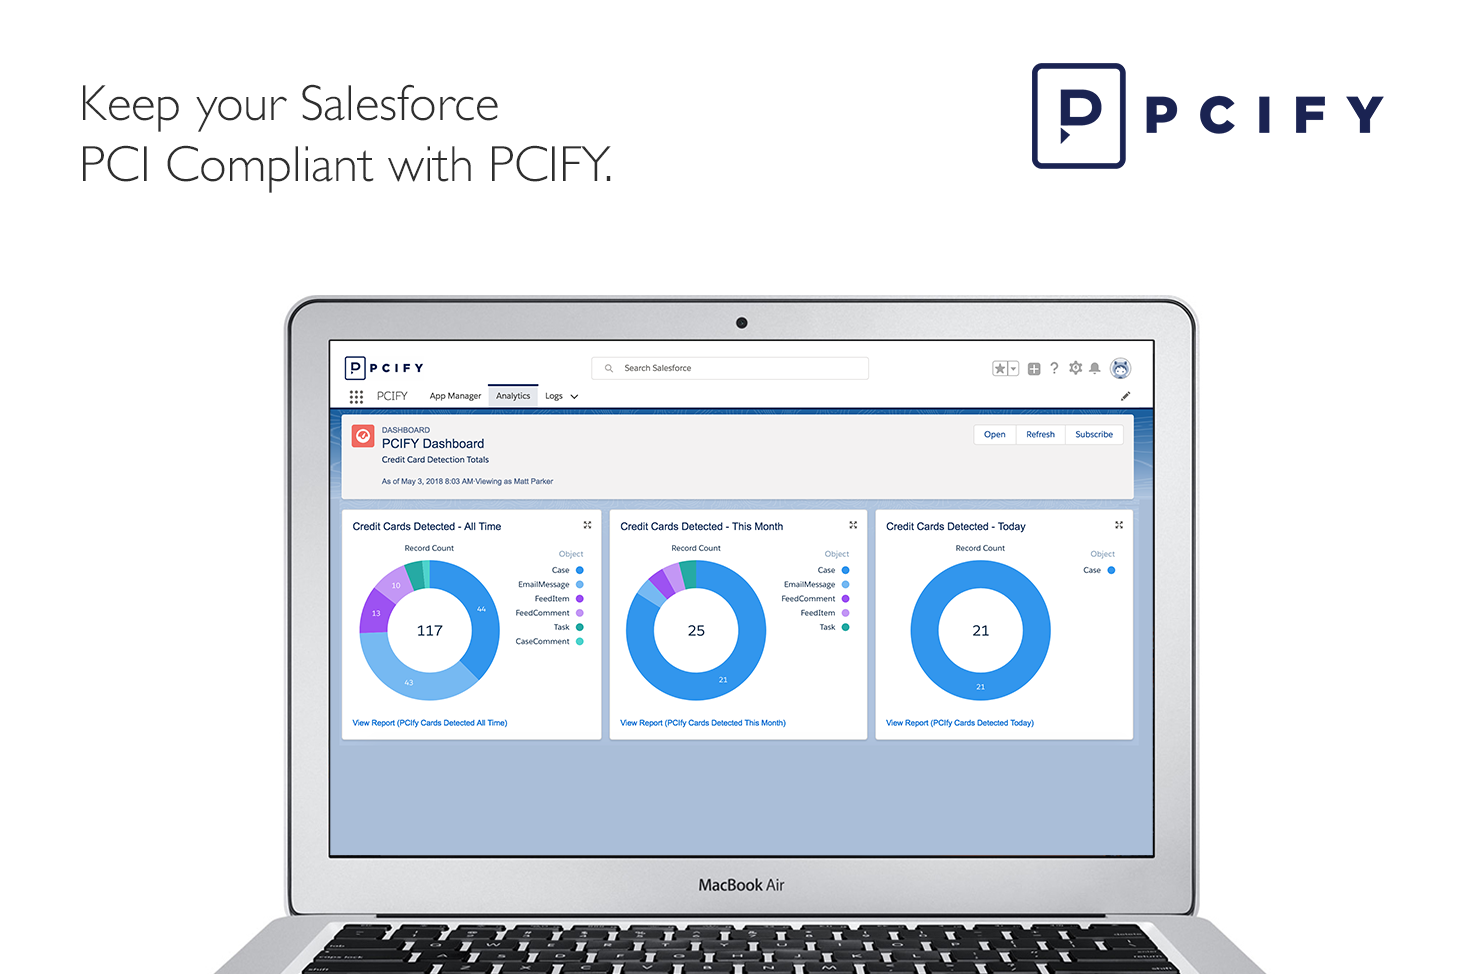 Keep your Salesforce
PCI Compliant with PCIFY.
P PCIFY
P PCIFY
Search Salesforce
?
PCIFY App Manager Analytics Logs
DASHBOARD
PCIFY Dashboard
Credit Card Detection Totals
As of May 3, 2018 8:03 AM·Viewing as Matt Parker
Open Refresh Subscribe
Credit Cards Detected - All Time
Record Count
Object
Case
EmailMessage
FeedItem
FeedComment
Task
CaseComment
10
13
44
117
43
View Report (PCIfy Cards Detected All Time)
Credit Cards Detected - This Month
Record Count
Object
Case
EmailMessage
FeedComment
FeedItem
Task
25
21
View Report (PCIfy Cards Detected This Month)
Credit Cards Detected - Today
Record Count
Object
Case
21
21
View Report (PCIfy Cards Detected Today)
MacBook Air